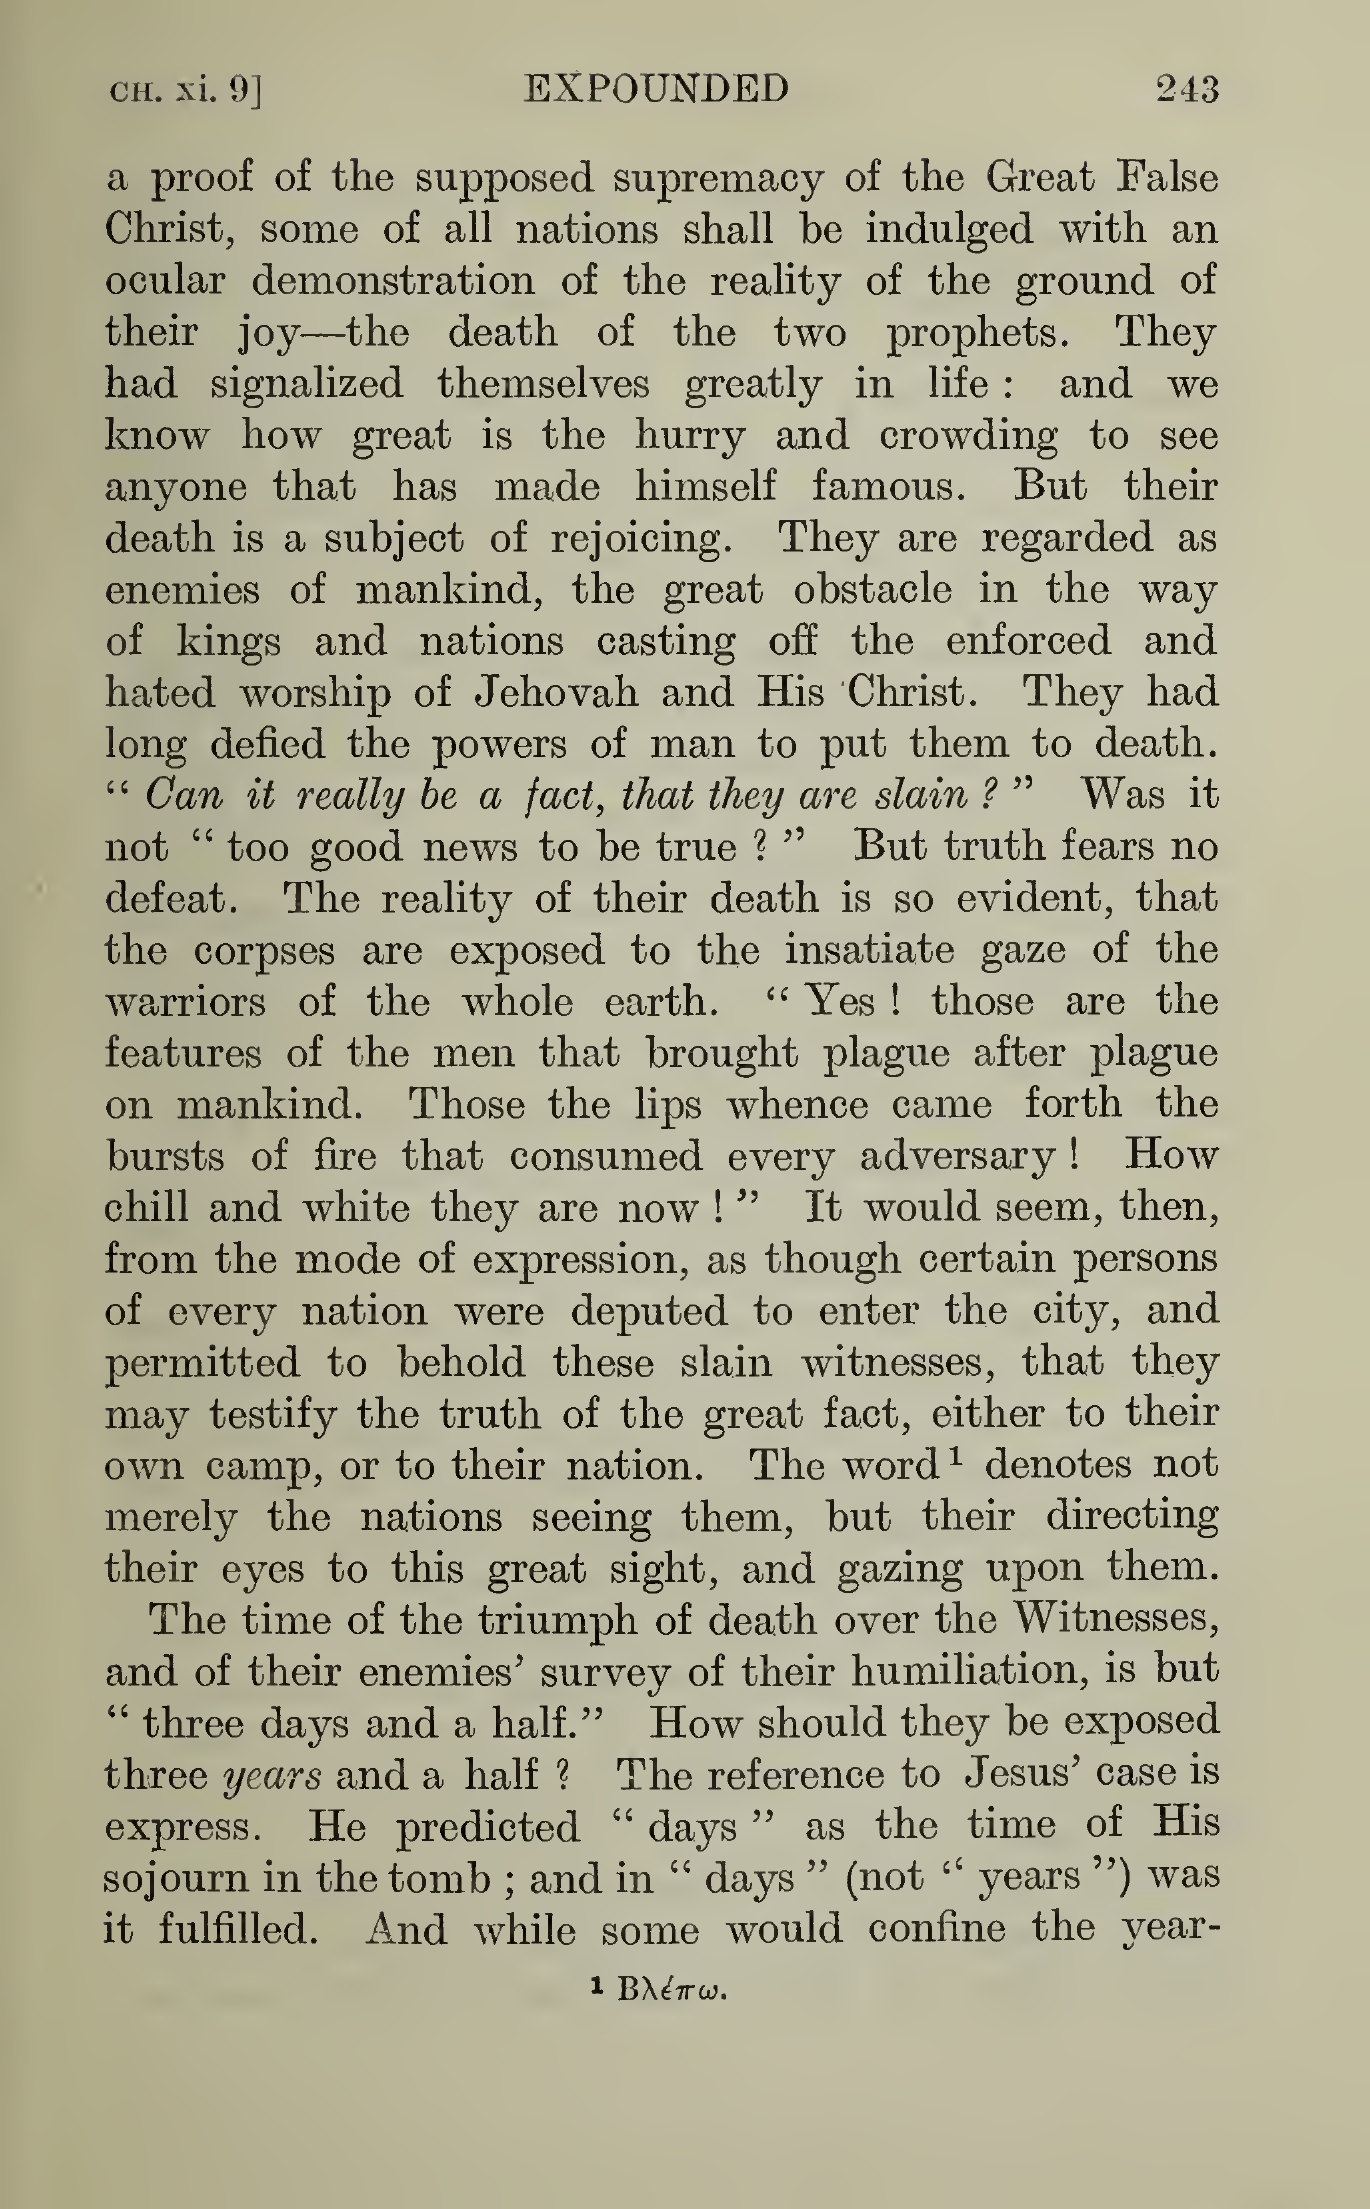 CH. xi. 9] EXPOUNDED 243
a proof of the supposed supremacy of the Great False
Christ, some of all nations shall be indulged with an
ocular demonstration of the reality of the ground of
their joy—the death of the two prophets. They
had signalized themselves greatly in life : and we
know how great is the hurry and crowding to see
anyone that has made himself famous. But their
death is a subject of rejoicing. They are regarded as
enemies of mankind, the great obstacle in the way
of kings and nations casting off the enforced and
hated worship of Jehovah and His Christ. They had
long defied the powers of man to put them to death.
“ Can it really be a fact, that they are slain ? ” Was it
not “ too good news to be true ? ” But truth fears no
defeat. The reality of their death is so evident, that
the corpses are exposed to the insatiate gaze of the
warriors of the whole earth. “ Yes ! those are the
features of the men that brought plague after plague
on mankind. Those the lips whence came forth the
bursts of fire that consumed every adversary ! How
chill and white they are now ! ” It would seem, then,
from the mode of expression, as though certain persons
of every nation were deputed to enter the city, and
permitted to behold these slain witnesses, that they
may testify the truth of the great fact, either to their
own camp, or to their nation. The word ¹ denotes not
merely the nations seeing them, but their directing
their eyes to this great sight, and gazing upon them.
The time of the triumph of death over the Witnesses,
and of their enemies’ survey of their humiliation, is but
“ three days and a half.” How should they be exposed
three years and a half ? The reference to Jesus’ case is
express. He predicted “ days ” as the time of His
sojourn in the tomb ; and in “ days ” (not “ years ”) was
it fulfilled. And while some would confine the year-
¹ Βλέπω.